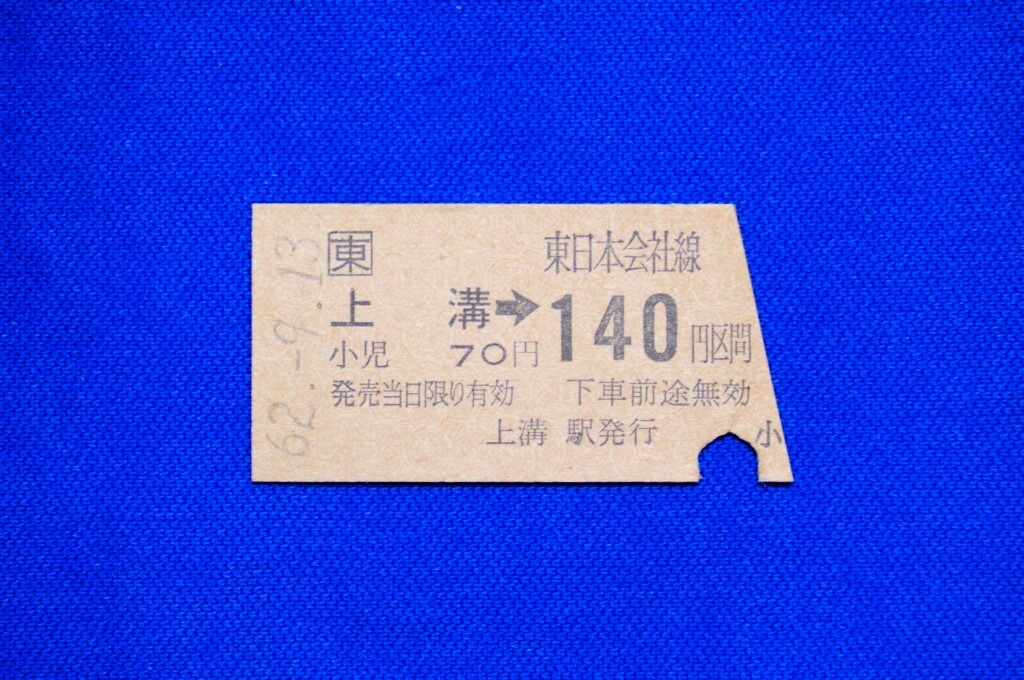 62.-9.13
東 東日本会社線
上溝➡140円区間
小児 70円
発売当日限り有効 下車前途無効
上溝 駅発行
小